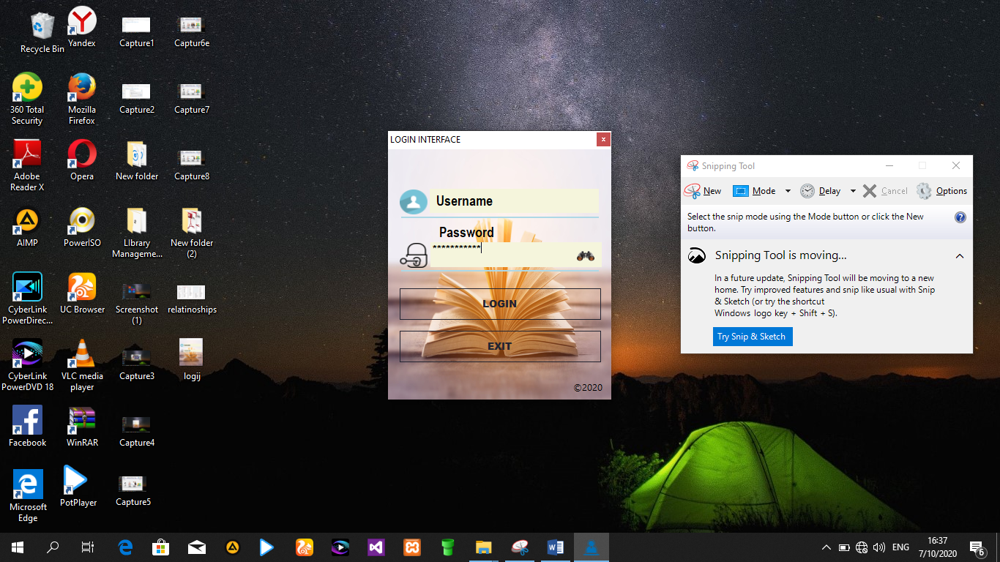 Recycle Bin
Yandex
Capture1
Captur6e
360 Total
Security
Mozilla
Firefox
Capture2
Capture7
Adobe
Reader X
Opera
New folder
Capture8
AIMP
PowerISO
LIbrary
Manageme...
New folder
(2)
CyberLink
PowerDirec...
UC Browser
Screenshot
(1)
relatinoships
CyberLink
PowerDVD 18
VLC media
player
Capture3
logij
Facebook
WinRAR
Capture4
Microsoft
Edge
PotPlayer
Capture5
LOGIN INTERFACE
x
Username
Password
***********
LOGIN
EXIT
©2020
Snipping Tool
New
Mode
Delay
Cancel
Options
Select the snip mode using the Mode button or click the New
button.
Snipping Tool is moving...
In a future update, Snipping Tool will be moving to a new
home. Try improved features and snip like usual with Snip
& Sketch (or try the shortcut
Windows logo key + Shift + S).
Try Snip & Sketch
ENG
16:37
7/10/2020
6